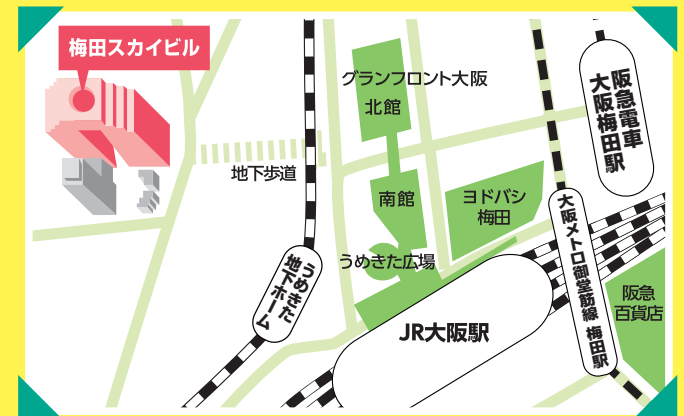 梅田スカイビル
グランフロント大阪
北館
阪急電車
大阪梅田駅
地下歩道
南館
ヨドバシ
梅田
うめきた広場
大阪メトロ御堂筋線 梅田駅
うめきた
地下ホーム
阪急
百貨店
JR大阪駅